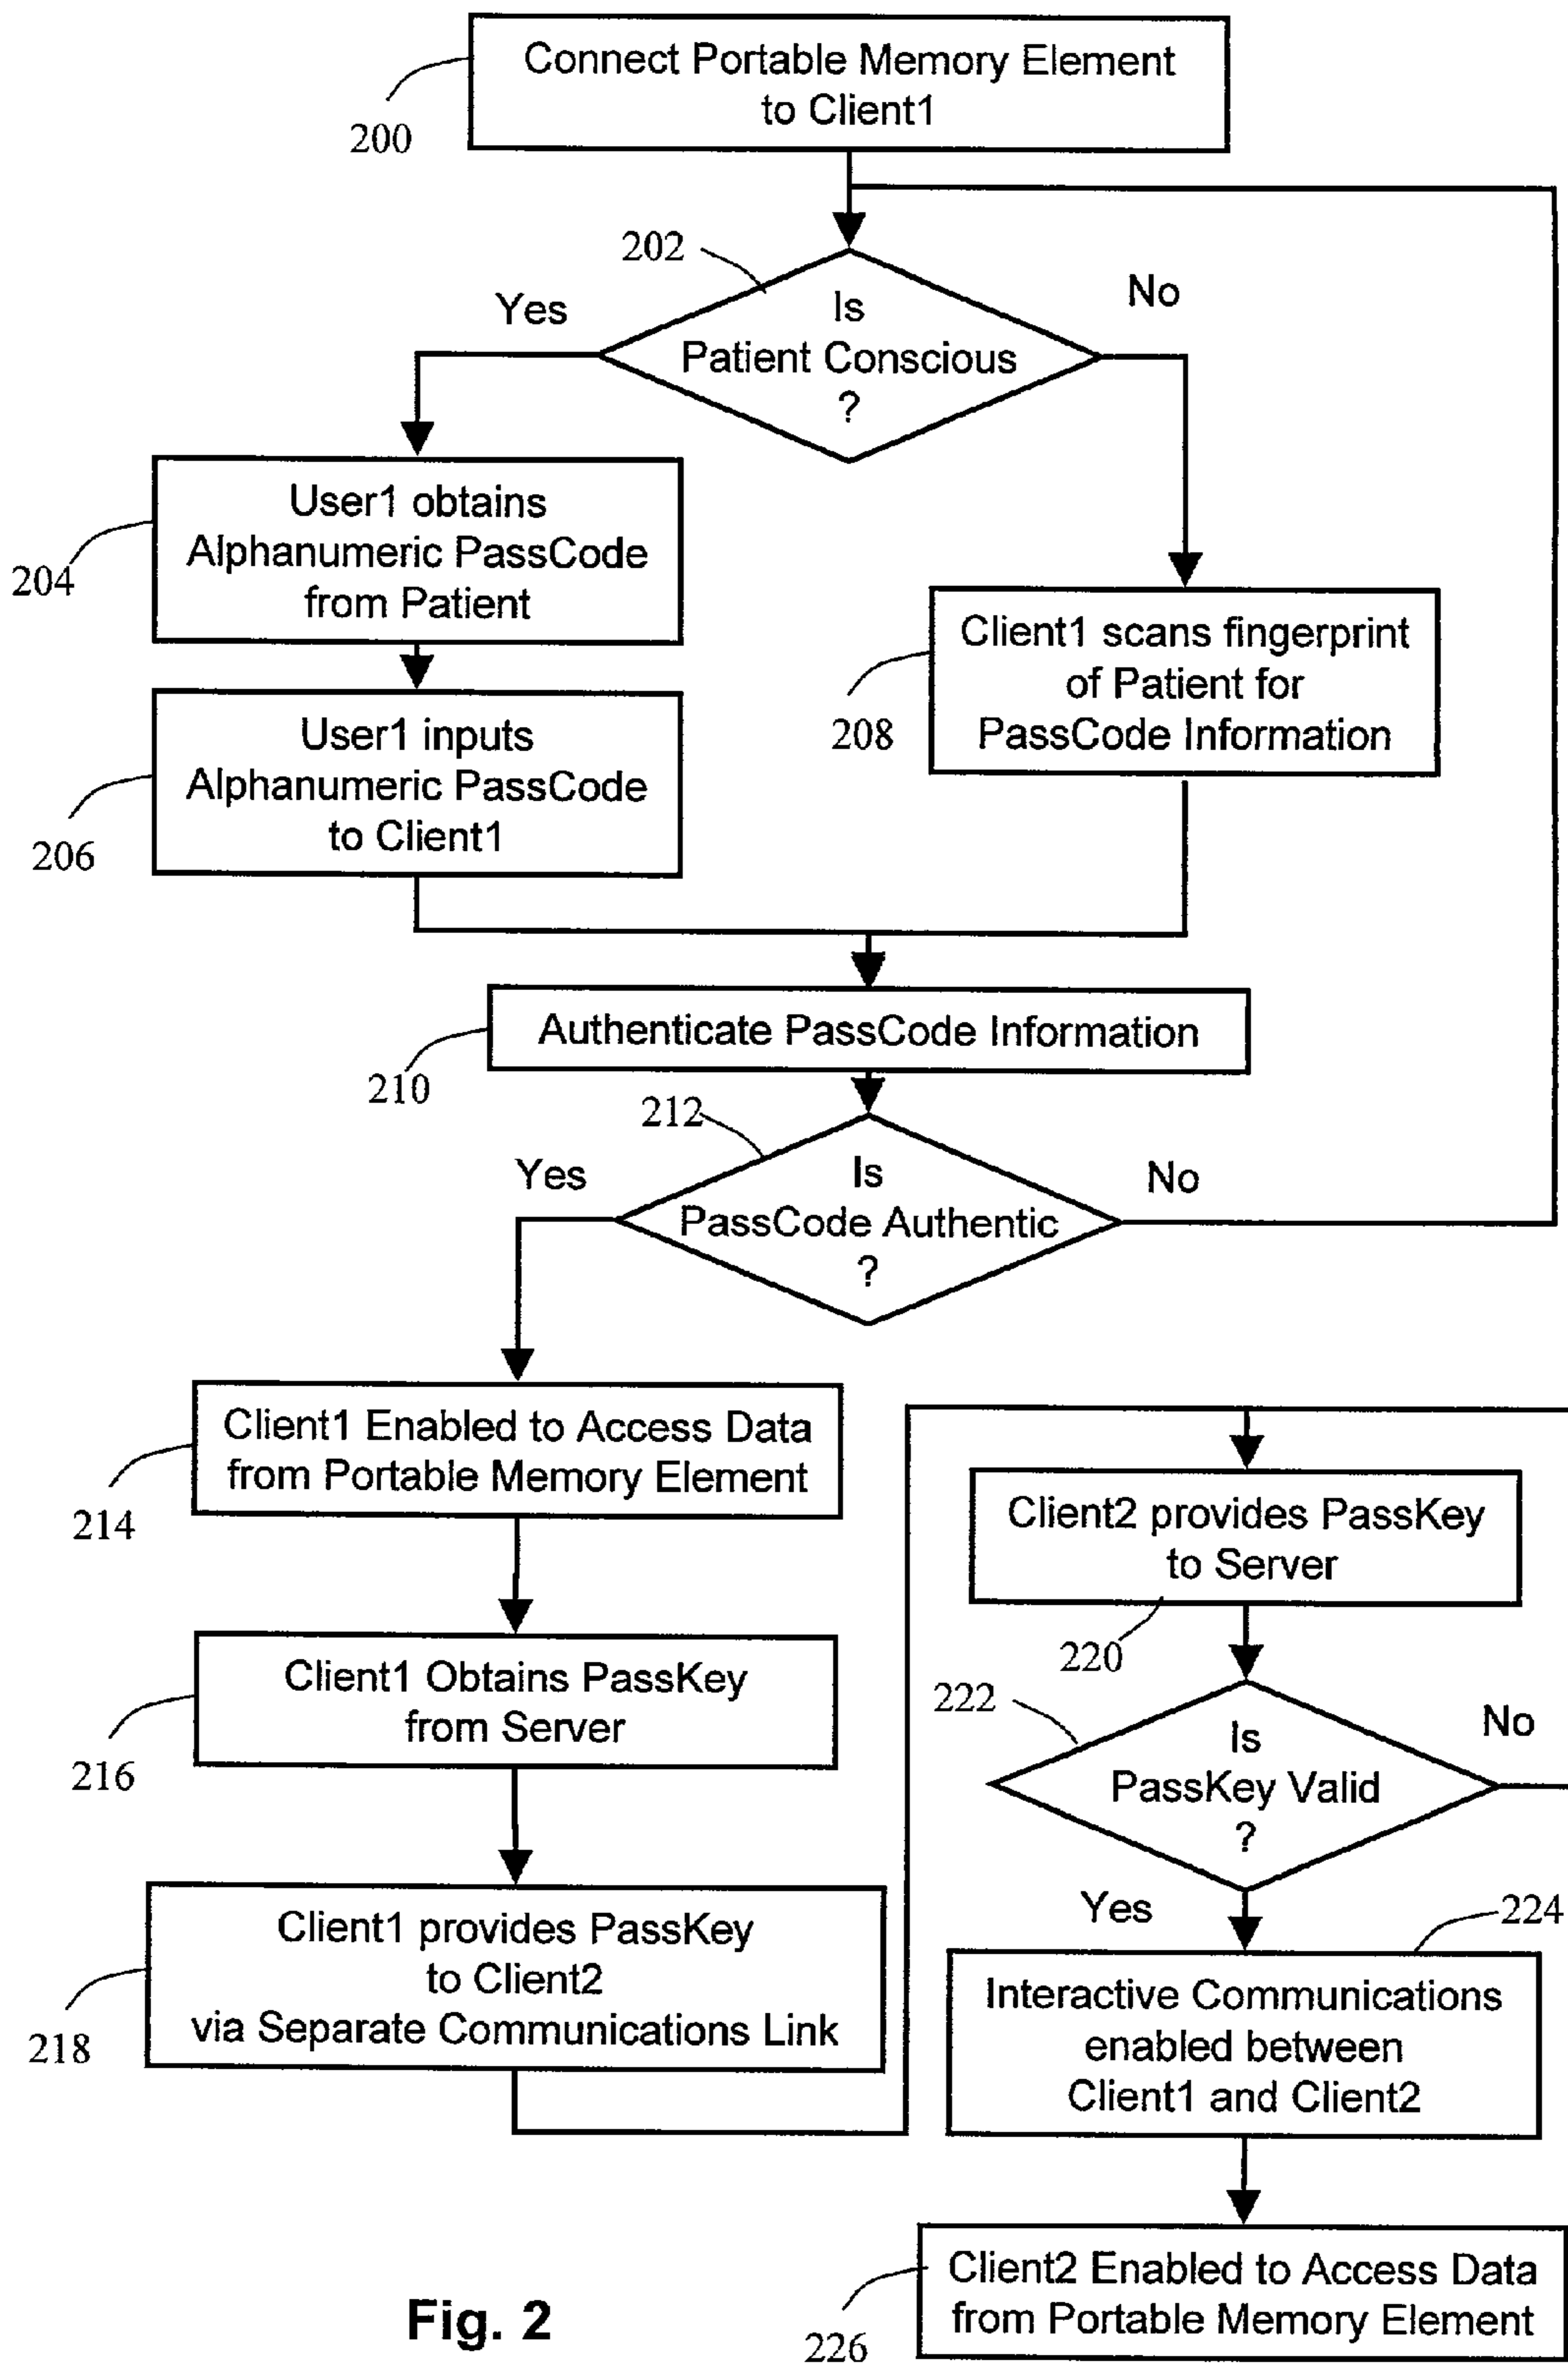 Connect Portable Memory Element
to Client1
200
202
Yes
No
Is
Patient Conscious
?
User1 obtains
Alphanumeric PassCode
from Patient
204
User1 inputs
Alphanumeric PassCode
to Client1
206
Client1 scans fingerprint
of Patient for
PassCode Information
208
Authenticate PassCode Information
210
212
Yes
No
Is
PassCode Authentic
?
Client1 Enabled to Access Data
from Portable Memory Element
214
Client1 Obtains PassKey
from Server
216
Client1 provides PassKey
to Client2
via Separate Communications Link
218
Client2 provides PassKey
to Server
220
222
No
Is
PassKey Valid
?
Yes
224
Interactive Communications
enabled between
Client1 and Client2
Client2 Enabled to Access Data
from Portable Memory Element
226
Fig. 2